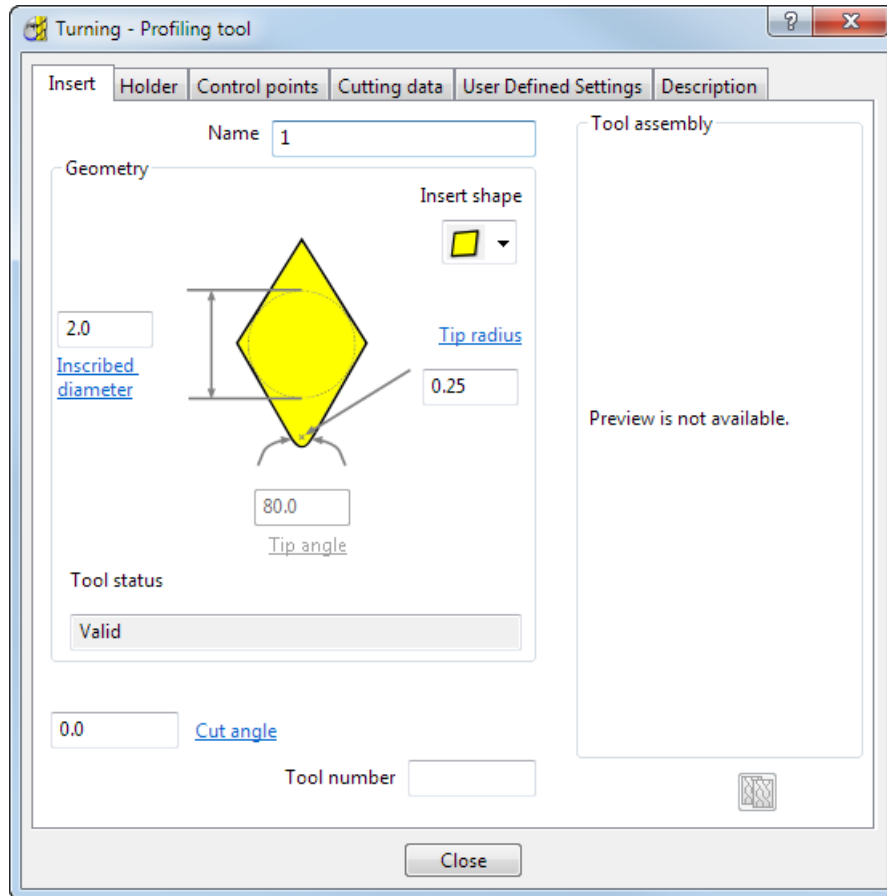 Turning - Profiling tool
?
X
Insert
Holder
Control points
Cutting data
User Defined Settings
Description
Name
1
Geometry
Insert shape
2.0
Inscribed
diameter
Tip radius
0.25
80.0
Tip angle
Tool status
Valid
0.0
Cut angle
Tool number
Tool assembly
Preview is not available.
Close